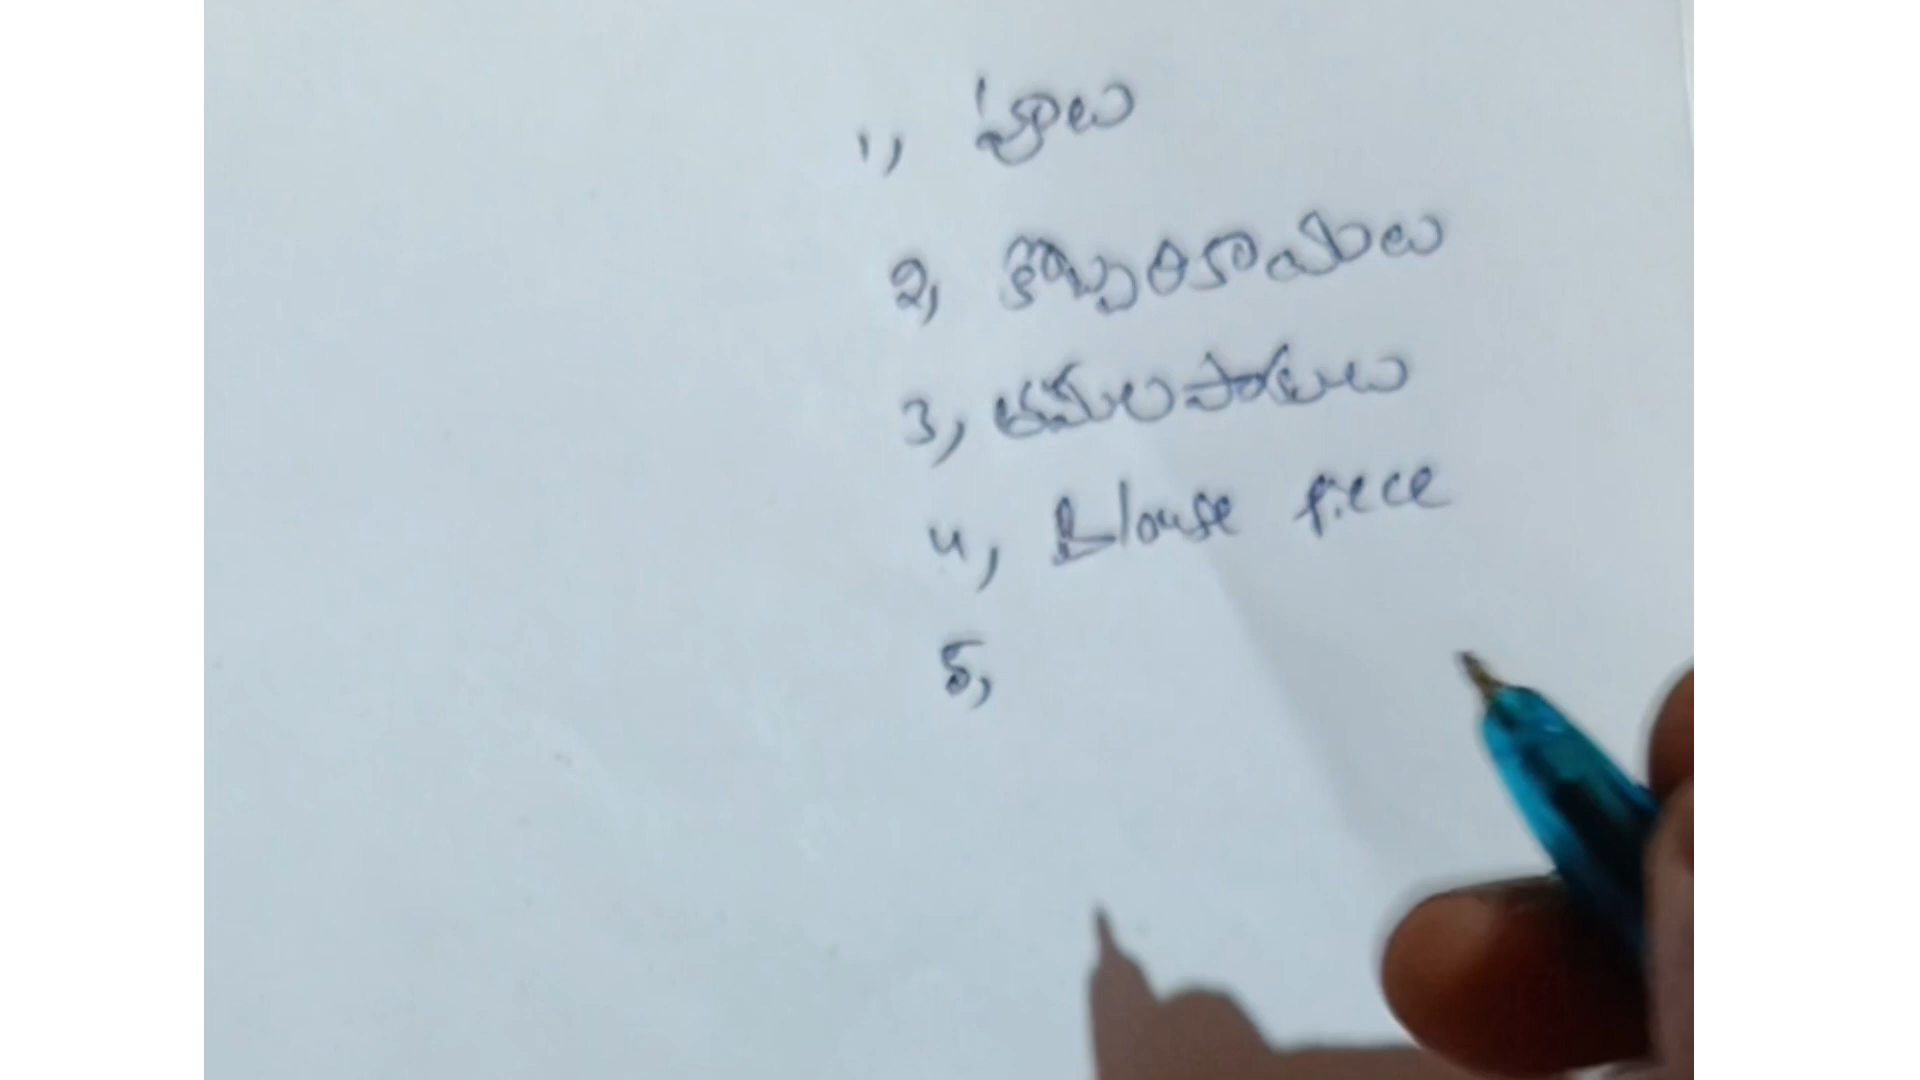 1, పూలు
2, కొబ్బరికాయలు
3, తమలపాకులు
4, Blouse piece
5,